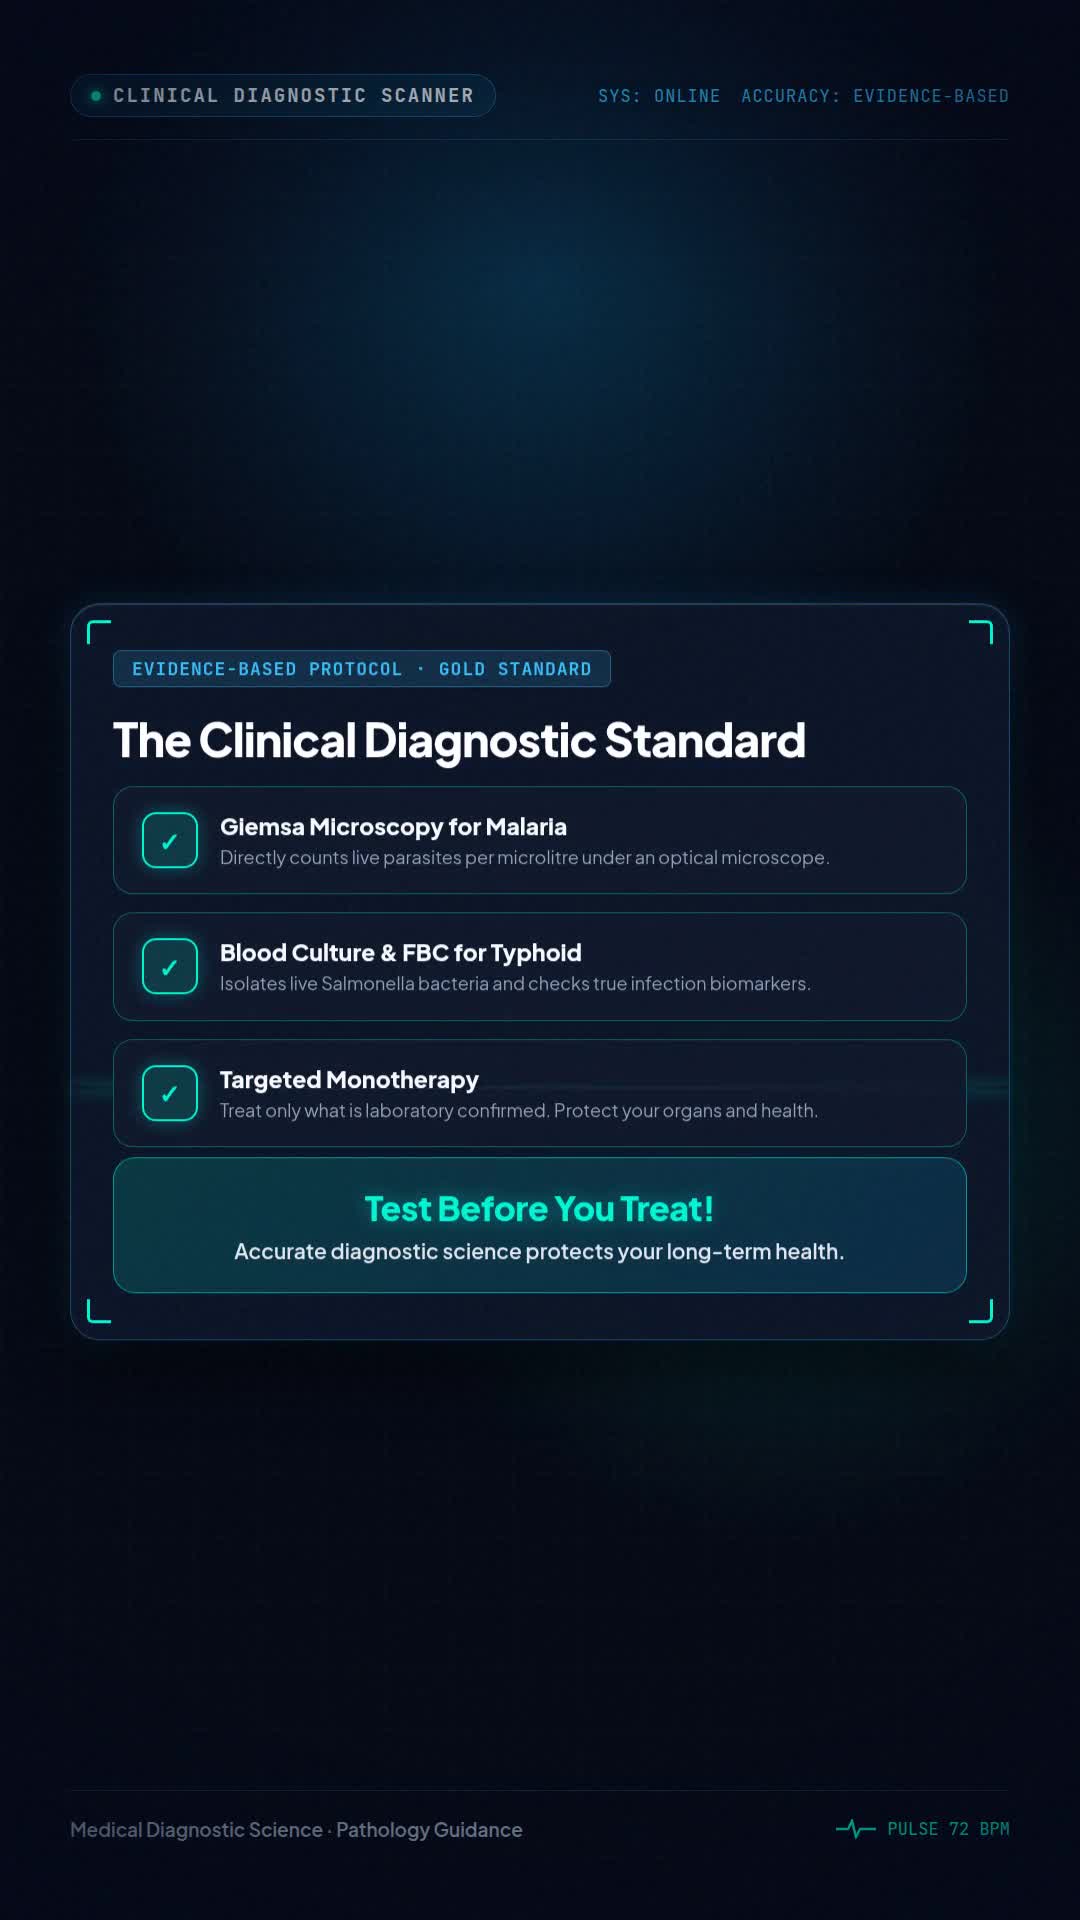 CLINICAL DIAGNOSTIC SCANNER
SYS: ONLINE ACCURACY: EVIDENCE-BASED
EVIDENCE-BASED PROTOCOL · GOLD STANDARD
The Clinical Diagnostic Standard
✓
Giemsa Microscopy for Malaria
Directly counts live parasites per microlitre under an optical microscope.
✓
Blood Culture & FBC for Typhoid
Isolates live Salmonella bacteria and checks true infection biomarkers.
✓
Targeted Monotherapy
Treat only what is laboratory confirmed. Protect your organs and health.
Test Before You Treat!
Accurate diagnostic science protects your long-term health.
Medical Diagnostic Science · Pathology Guidance
PULSE 72 BPM